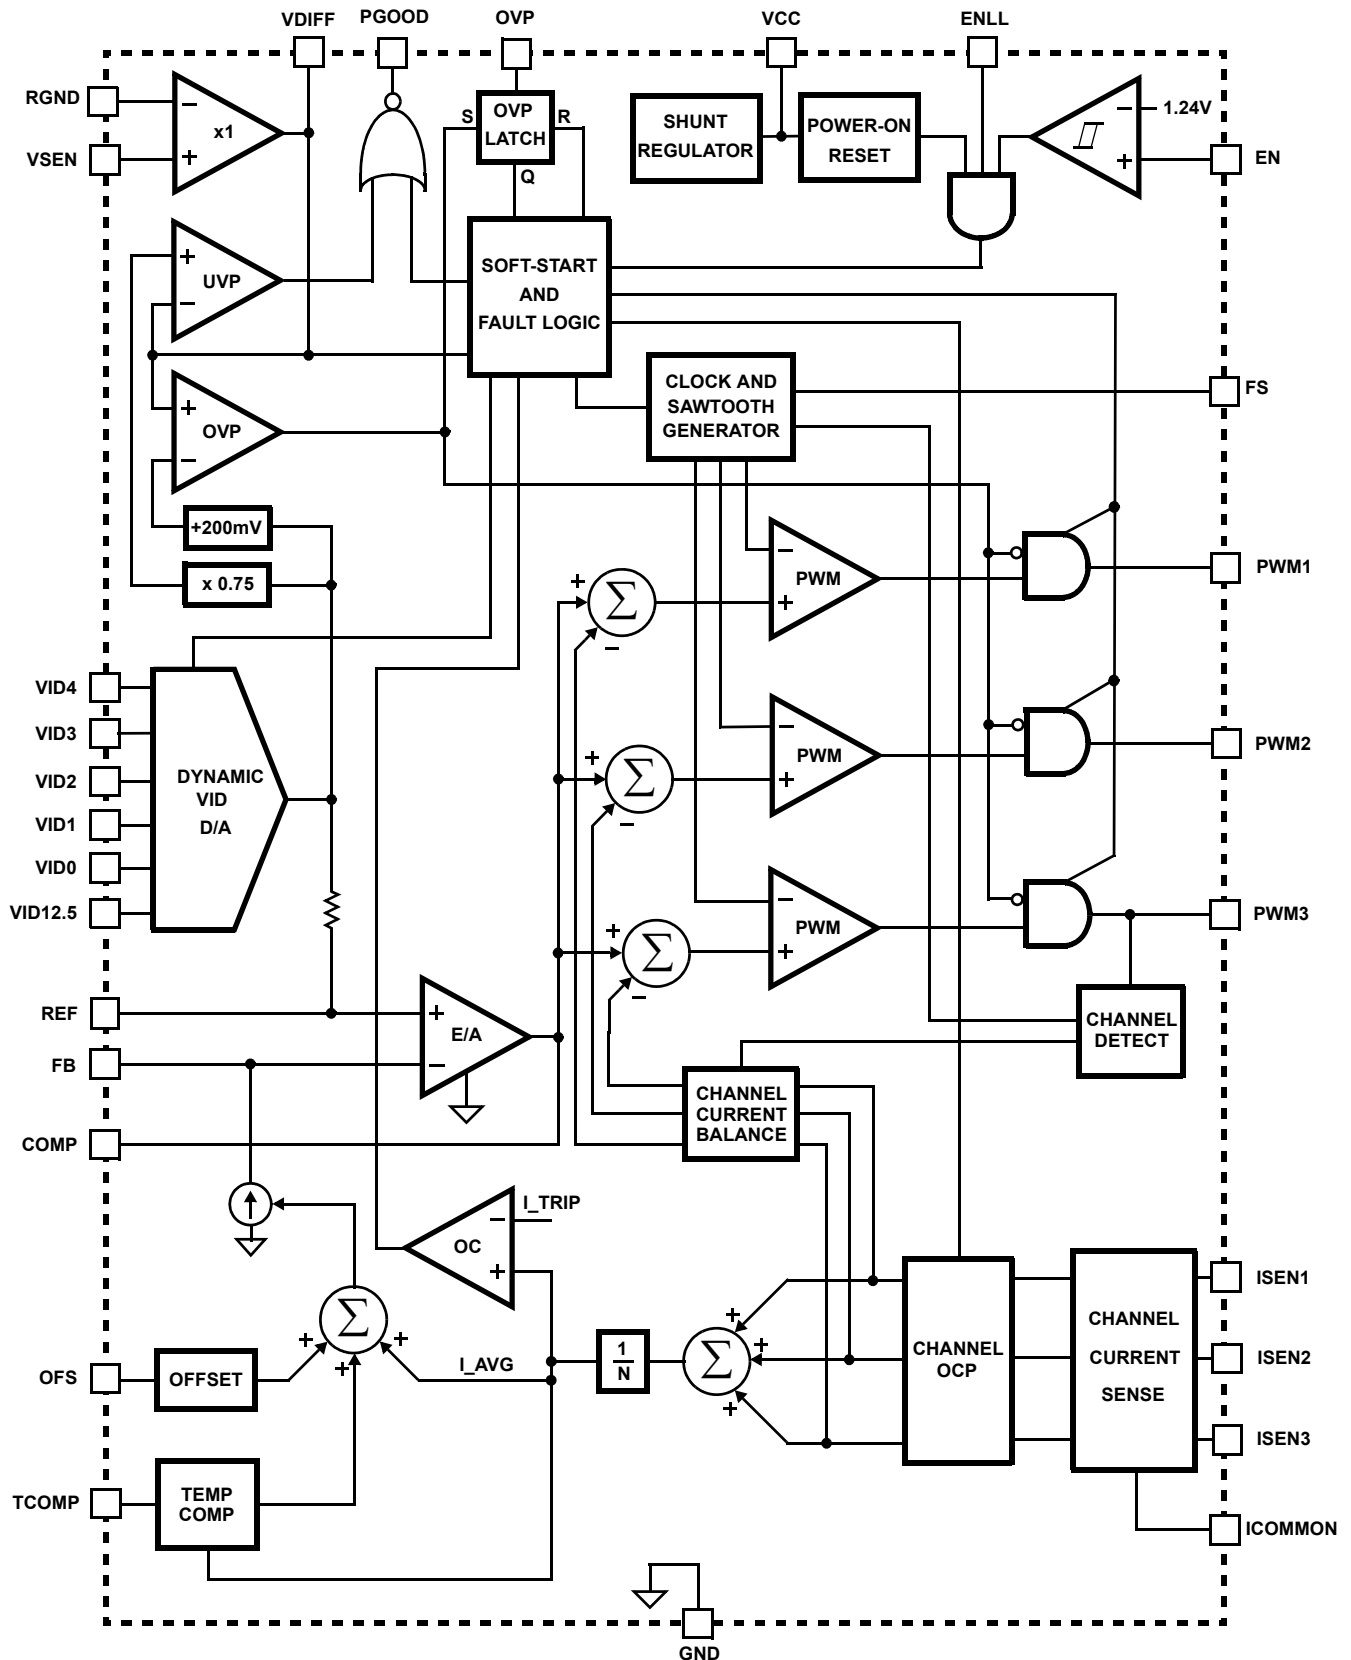 VDIFF
PGOOD
OVP
VCC
ENLL
RGND
VSEN
−
x1
+
S
OVP
LATCH
R
Q
SHUNT
REGULATOR
POWER-ON
RESET
− 1.24V
+
EN
+
UVP
−
SOFT-START
AND
FAULT LOGIC
+
OVP
−
CLOCK AND
SAWTOOTH
GENERATOR
FS
+200mV
x 0.75
+
Σ
−
−
PWM
+
PWM1
VID4
VID3
VID2
VID1
VID0
VID12.5
DYNAMIC
VID
D/A
+
Σ
−
−
PWM
+
PWM2
+
Σ
−
−
PWM
+
PWM3
REF
FB
COMP
+
E/A
−
CHANNEL
DETECT
CHANNEL
CURRENT
BALANCE
I_TRIP
−
OC
+
Σ
+
+
+
I_AVG
OFS
OFFSET
TCOMP
TEMP
COMP
1
N
Σ
+
+
+
CHANNEL
OCP
CHANNEL
CURRENT
SENSE
ISEN1
ISEN2
ISEN3
ICOMMON
GND